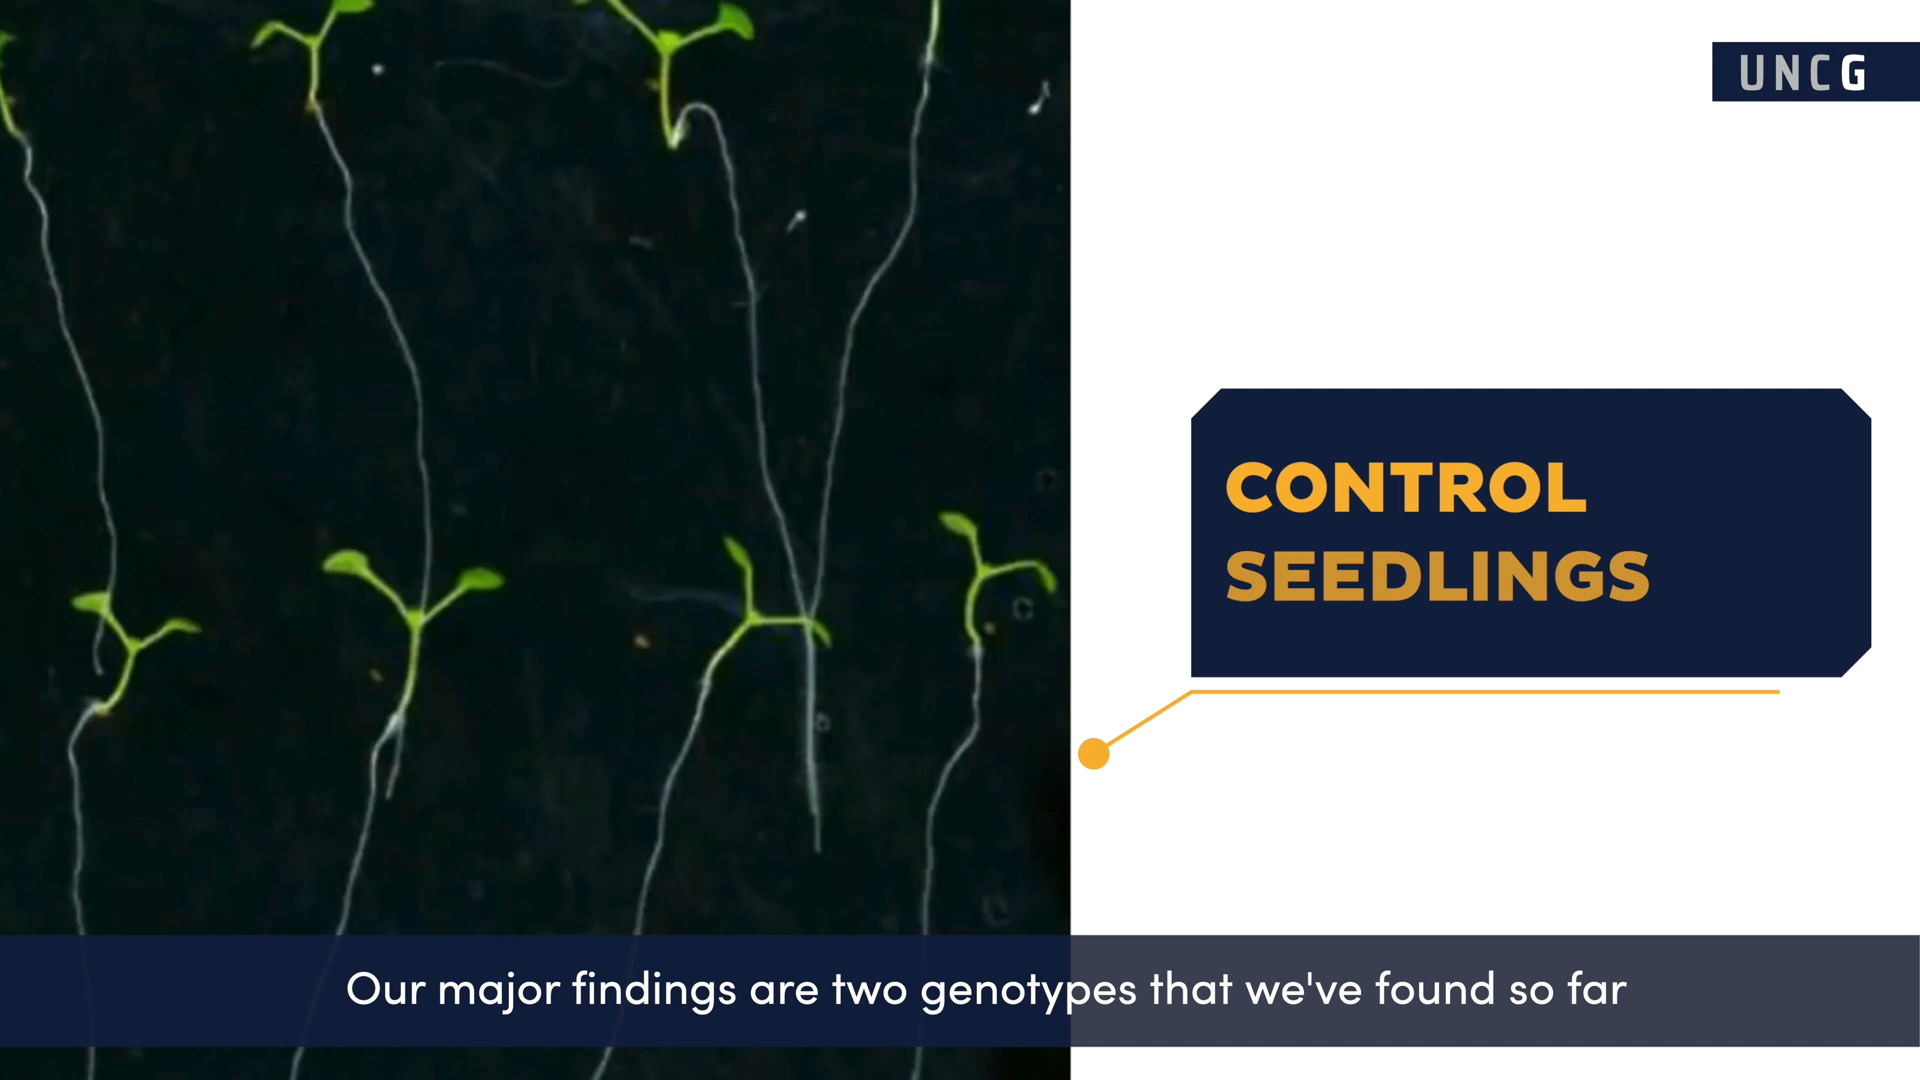 UNCG
CONTROL
SEEDLINGS
Our major findings are two genotypes that we've found so far